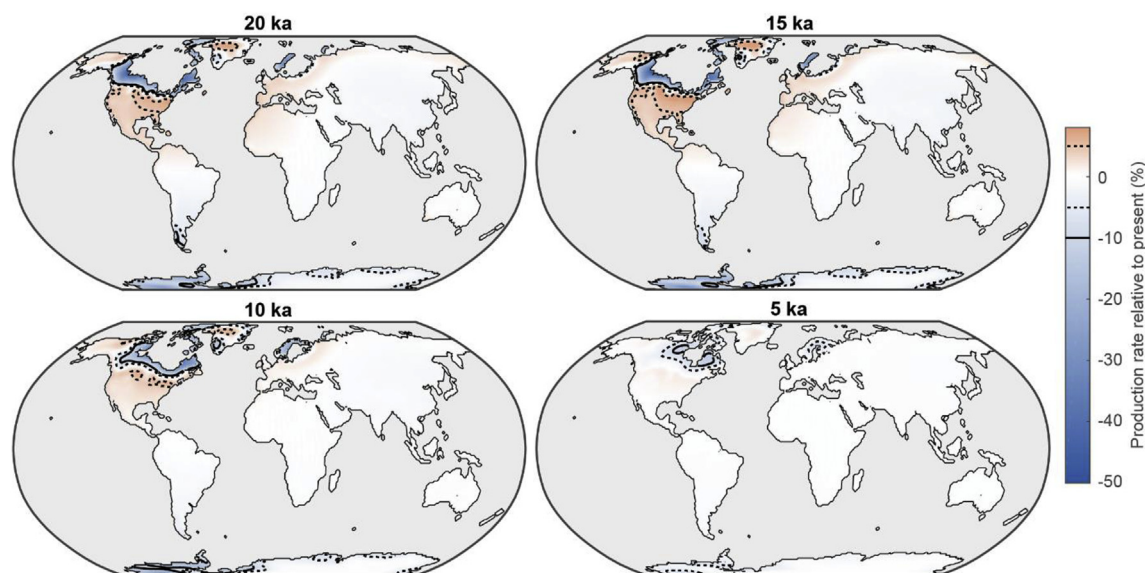 20 ka
15 ka
10 ka
5 ka
0
-10
-20
-30
-40
-50
Production rate relative to present (%)